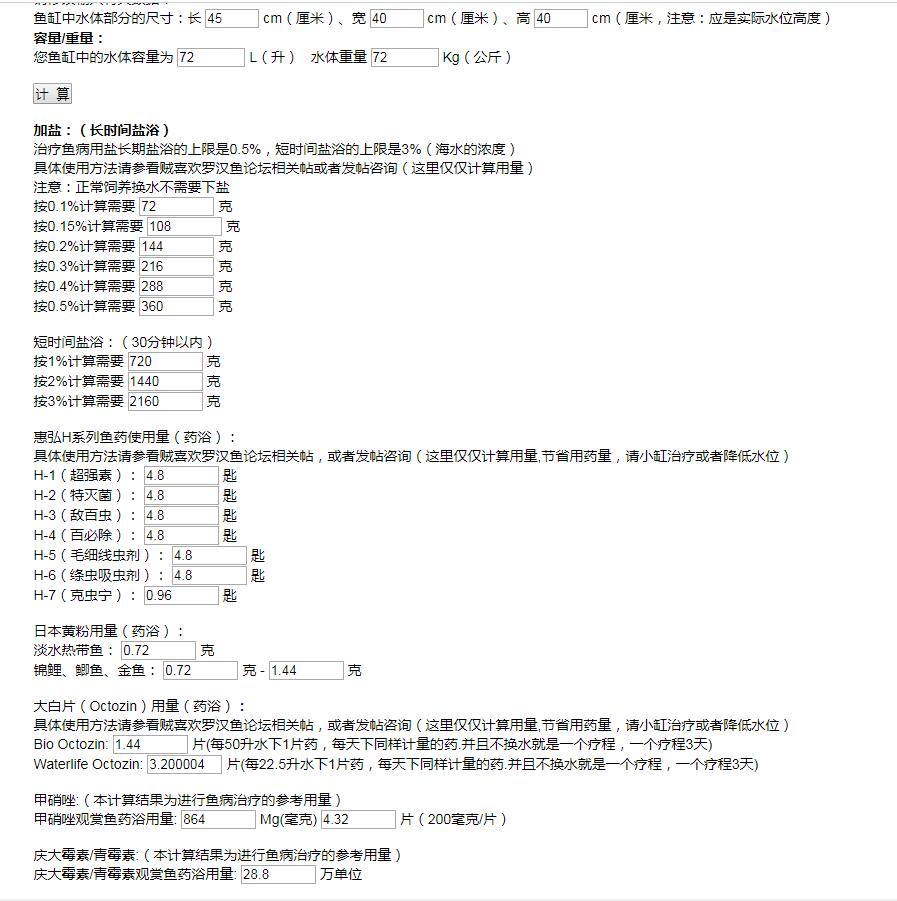 鱼缸中水体部分的尺寸：长 45 cm（厘米）、宽 40 cm（厘米）、高 40 cm（厘米，注意：应是实际水位高度）
容量/重量：
您鱼缸中的水体容量为 72 L（升） 水体重量 72 Kg（公斤）
计 算
加盐：（长时间盐浴）
治疗鱼病用盐长期盐浴的上限是0.5%，短时间盐浴的上限是3%（海水的浓度）
具体使用方法请参看贼喜欢罗汉鱼论坛相关帖或者发帖咨询（这里仅仅计算用量）
注意：正常饲养换水不需要下盐
按0.1%计算需要 72 克
按0.15%计算需要 108 克
按0.2%计算需要 144 克
按0.3%计算需要 216 克
按0.4%计算需要 288 克
按0.5%计算需要 360 克
短时间盐浴：（30分钟以内）
按1%计算需要 720 克
按2%计算需要 1440 克
按3%计算需要 2160 克
惠弘H系列鱼药使用量（药浴）：
具体使用方法请参看贼喜欢罗汉鱼论坛相关帖，或者发帖咨询（这里仅仅计算用量,节省用药量，请小缸治疗或者降低水位）
H-1（超强素）： 4.8 匙
H-2（特灭菌）： 4.8 匙
H-3（敌百虫）： 4.8 匙
H-4（百必除）： 4.8 匙
H-5（毛细线虫剂）： 4.8 匙
H-6（绦虫吸虫剂）： 4.8 匙
H-7（克虫宁）： 0.96 匙
日本黄粉用量（药浴）：
淡水热带鱼： 0.72 克
锦鲤、鲫鱼、金鱼： 0.72 克 - 1.44 克
大白片（Octozin）用量（药浴）：
具体使用方法请参看贼喜欢罗汉鱼论坛相关帖，或者发帖咨询（这里仅仅计算用量,节省用药量，请小缸治疗或者降低水位）
Bio Octozin: 1.44 片(每50升水下1片药，每天下同样计量的药.并且不换水就是一个疗程，一个疗程3天)
Waterlife Octozin: 3.200004 片(每22.5升水下1片药，每天下同样计量的药.并且不换水就是一个疗程，一个疗程3天)
甲硝唑:（本计算结果为进行鱼病治疗的参考用量）
甲硝唑观赏鱼药浴用量: 864 Mg(毫克) 4.32 片（200毫克/片）
庆大霉素/青霉素:（本计算结果为进行鱼病治疗的参考用量）
庆大霉素/青霉素观赏鱼药浴用量: 28.8 万单位